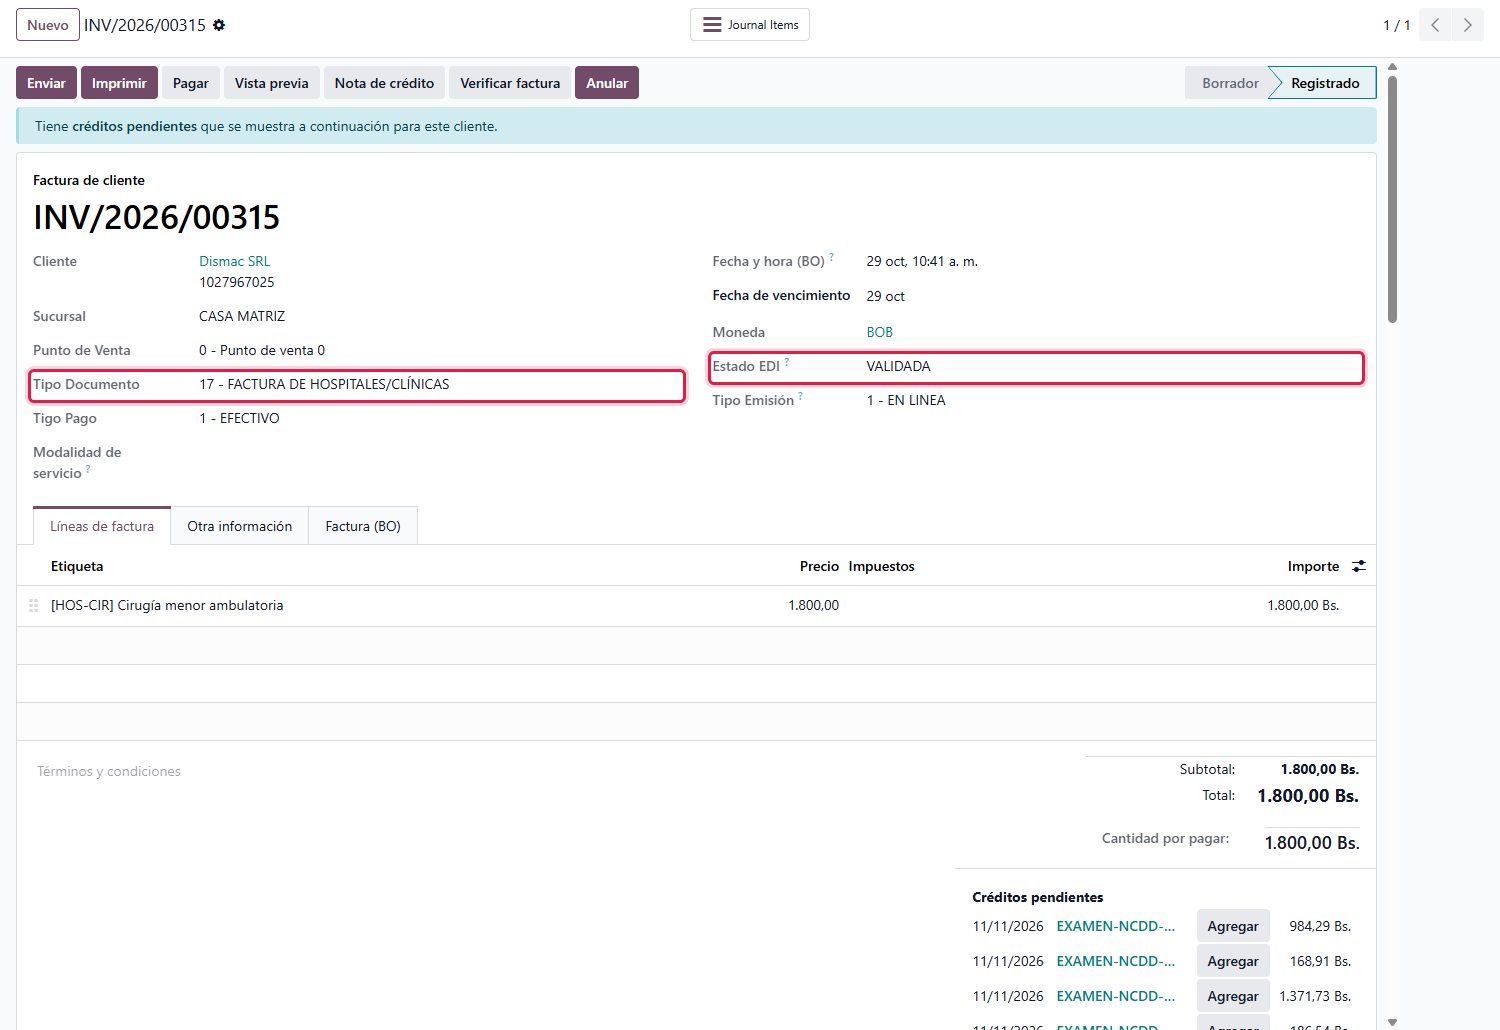 Nuevo INV/2026/00315
Journal Items
1 / 1
Enviar Imprimir Pagar Vista previa Nota de crédito Verificar factura Anular
Borrador Registrado
Tiene créditos pendientes que se muestra a continuación para este cliente.
Factura de cliente
INV/2026/00315
Cliente Dismac SRL
1027967025
Sucursal CASA MATRIZ
Punto de Venta 0 - Punto de venta 0
Tipo Documento 17 - FACTURA DE HOSPITALES/CLÍNICAS
Tigo Pago 1 - EFECTIVO
Modalidad de
servicio ?
Fecha y hora (BO) ? 29 oct, 10:41 a. m.
Fecha de vencimiento 29 oct
Moneda BOB
Estado EDI ? VALIDADA
Tipo Emisión ? 1 - EN LINEA
Líneas de factura Otra información Factura (BO)
Etiqueta Precio Impuestos Importe
[HOS-CIR] Cirugía menor ambulatoria 1.800,00 1.800,00 Bs.
Términos y condiciones
Subtotal: 1.800,00 Bs.
Total: 1.800,00 Bs.
Cantidad por pagar: 1.800,00 Bs.
Créditos pendientes
11/11/2026 EXAMEN-NCDD-... Agregar 984,29 Bs.
11/11/2026 EXAMEN-NCDD-... Agregar 168,91 Bs.
11/11/2026 EXAMEN-NCDD-... Agregar 1.371,73 Bs.